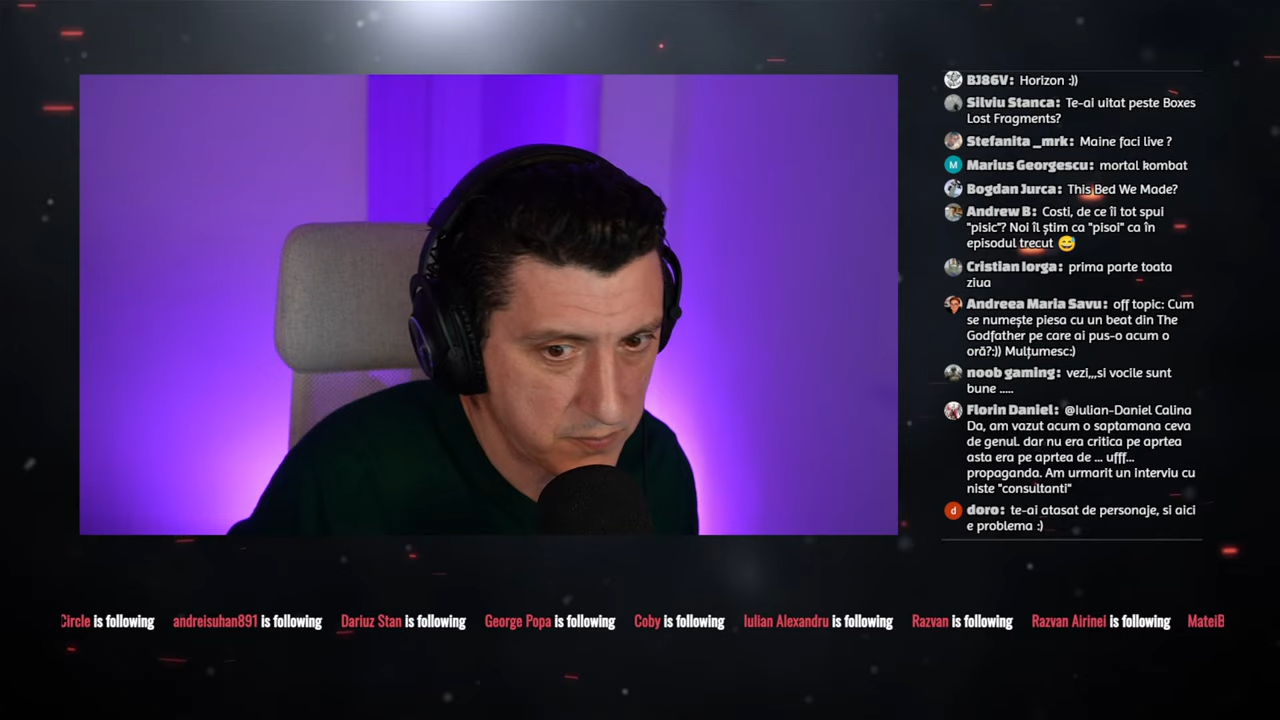 BJ86V: Horizon :))
Silviu Stanca: Te-ai uitat peste Boxes
Lost Fragments?
Stefanita _mrk: Maine faci live ?
M Marius Georgescu: mortal kombat
Bogdan Jurca: This Bed We Made?
Andrew B: Costi, de ce îi tot spui
"pisic"? Noi îl știm ca "pisoi" ca în
episodul trecut 😅
Cristian Iorga: prima parte toata
ziua
Andreea Maria Savu: off topic: Cum
se numește piesa cu un beat din The
Godfather pe care ai pus-o acum o
oră?:)) Mulțumesc:)
noob gaming: vezi,,,si vocile sunt
bune .....
Florin Daniel: @Iulian-Daniel Calina
Da, am vazut acum o saptamana ceva
de genul. dar nu era critica pe aprtea
asta era pe aprtea de ... ufff...
propaganda. Am urmarit un interviu cu
niste "consultanti"
d doro: te-ai atasat de personaje, si aici
e problema :)
Circle is following andreisuhan891 is following Dariuz Stan is following George Popa is following Coby is following Iulian Alexandru is following Razvan is following Razvan Airinei is following MateiB